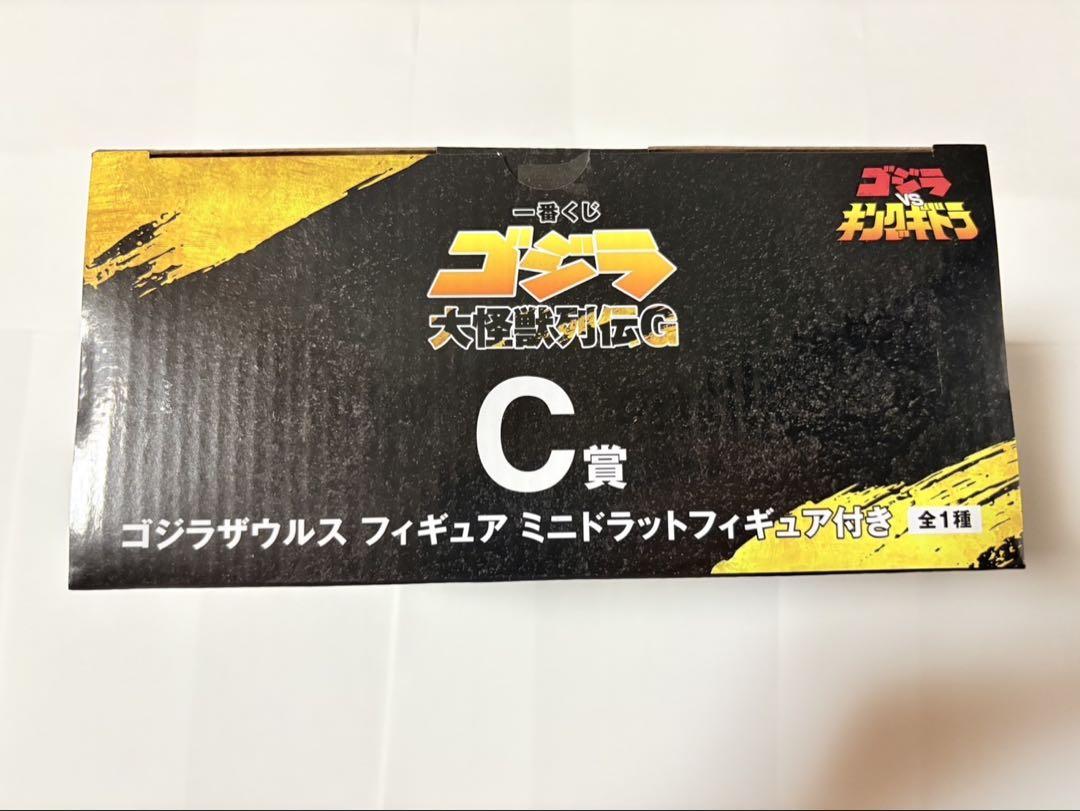 一番くじ
ゴジラ
大怪獣列伝G
ゴジラ
VS
キングギドラ
C賞
ゴジラザウルス フィギュア ミニドラットフィギュア付き 全1種